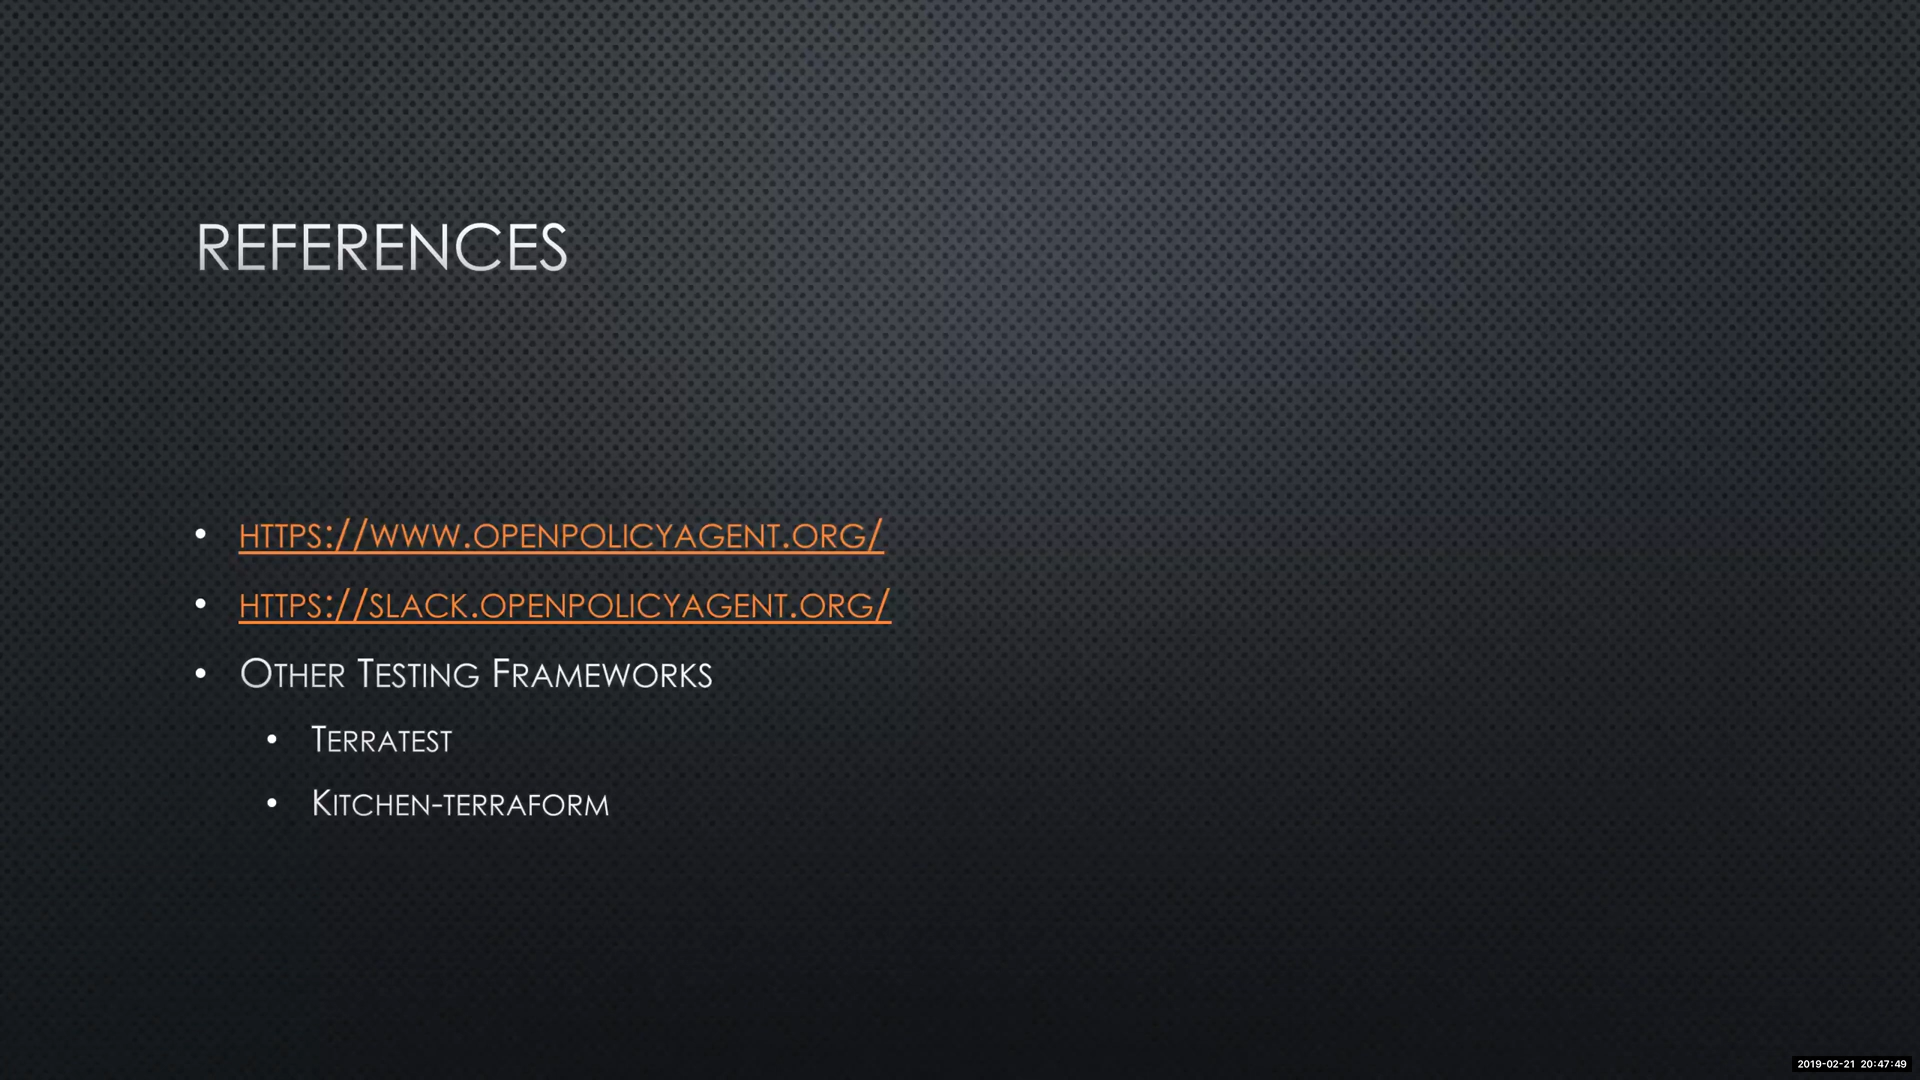 REFERENCES
• HTTPS://WWW.OPENPOLICYAGENT.ORG/
• HTTPS://SLACK.OPENPOLICYAGENT.ORG/
• OTHER TESTING FRAMEWORKS
• TERRATEST
• KITCHEN-TERRAFORM
2019-02-21 20:47:49